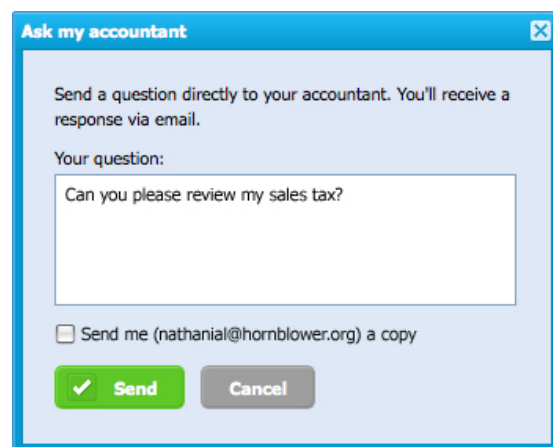 Ask my accountant
Send a question directly to your accountant. You'll receive a
response via email.
Your question:
Can you please review my sales tax?
Send me (nathanial@hornblower.org) a copy
Send
Cancel